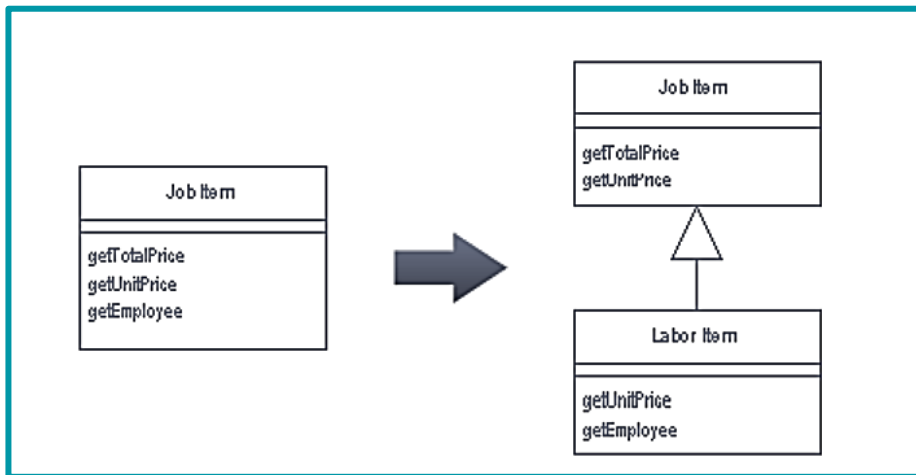 Job Item
getTotalPrice
getUnitPrice
getEmployee
Job Item
getTotalPrice
getUnitPrice
Labor Item
getUnitPrice
getEmployee